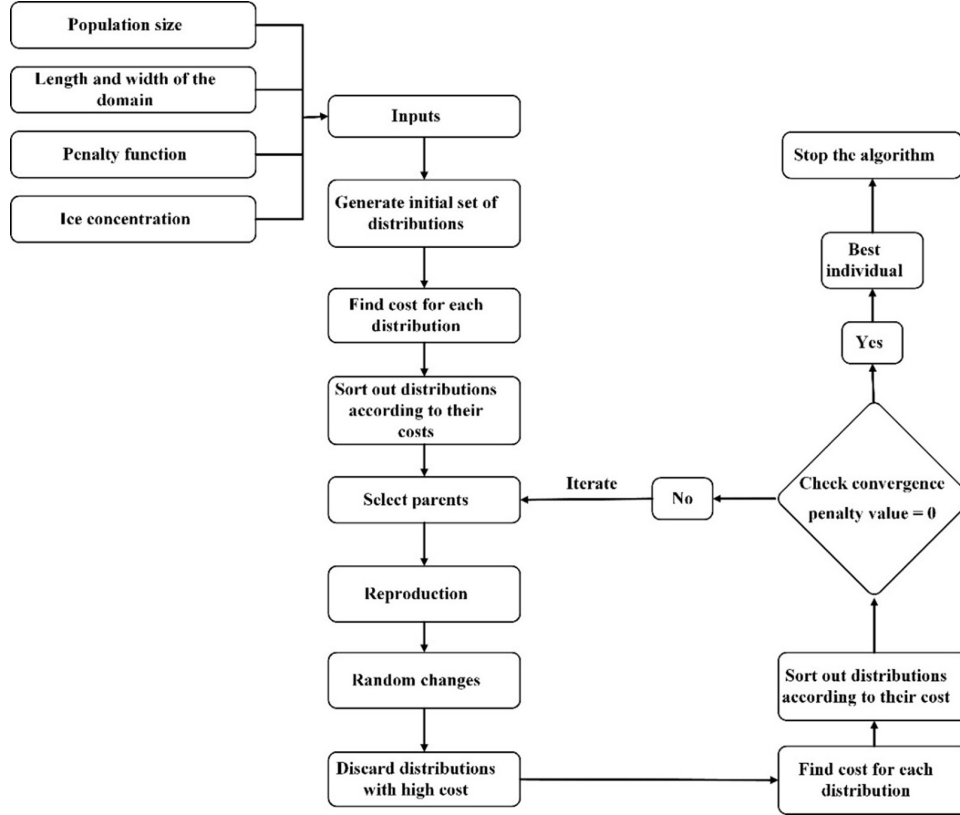 Population size
Length and width of the
domain
Penalty function
Ice concentration
Inputs
Generate initial set of
distributions
Find cost for each
distribution
Sort out distributions
according to their
costs
Select parents
Reproduction
Random changes
Discard distributions
with high cost
Find cost for each
distribution
Sort out distributions
according to their cost
Check convergence
penalty value = 0
No
Iterate
Yes
Best
individual
Stop the algorithm